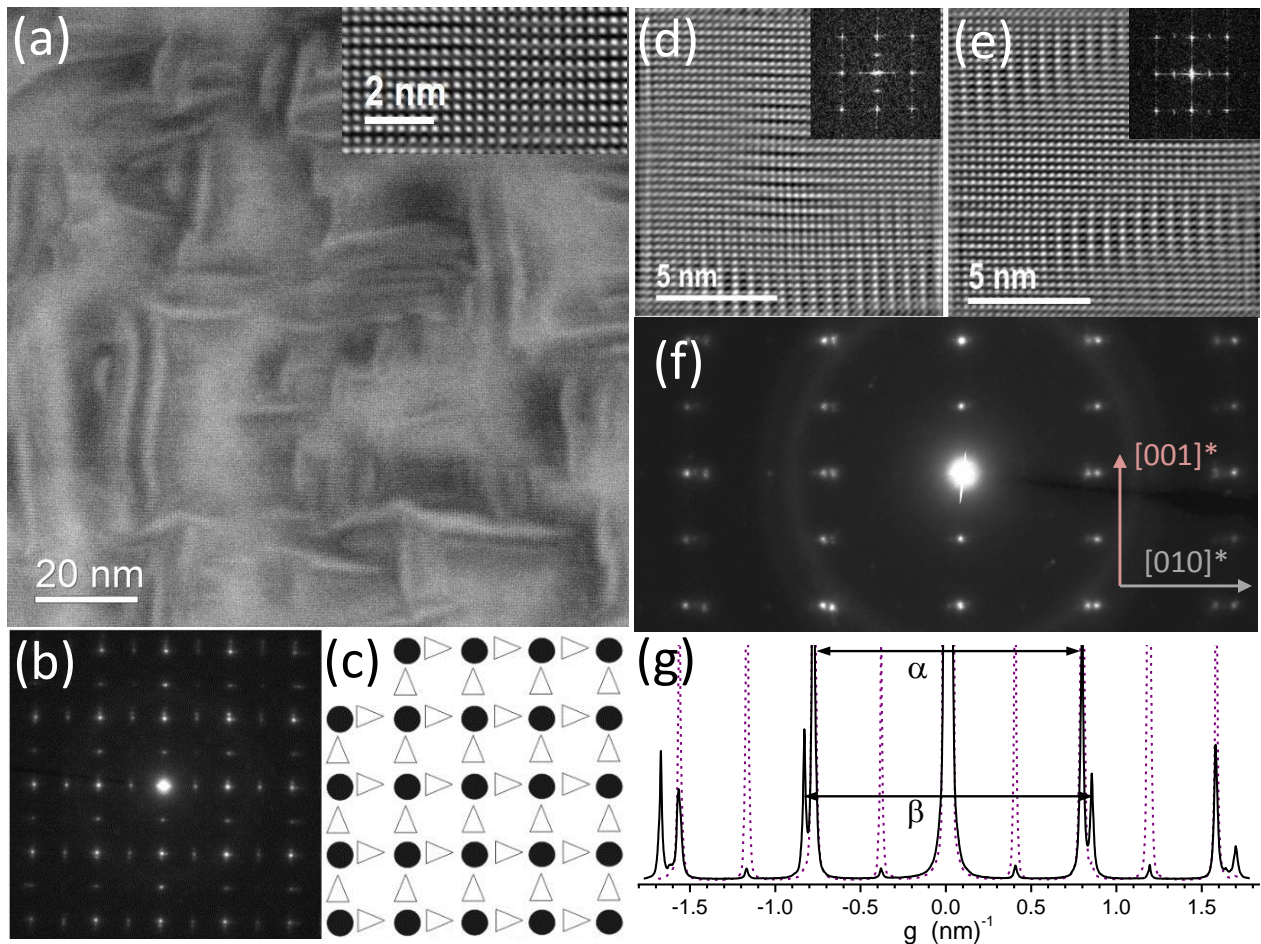 (a)
2 nm
20 nm
(d)
5 nm
(e)
5 nm
(f)
[001]*
[010]*
(b)
(c)
(g)
α
β
-1.5 -1.0 -0.5 0.0 0.5 1.0 1.5
g (nm)-1